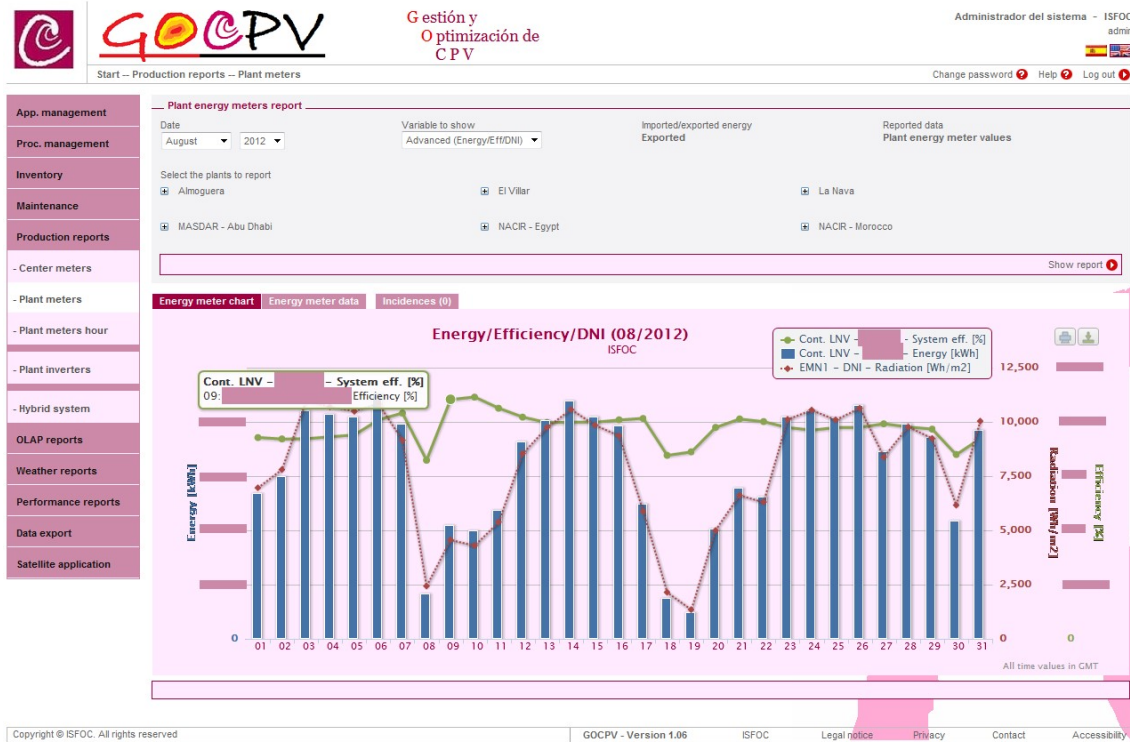 GOCPV
G estión y
O ptimización de
C P V
Administrador del sistema - ISFOC
admin
Start -- Production reports -- Plant meters
Change password ? Help ? Log out
App. management
Proc. management
Inventory
Maintenance
Production reports
- Center meters
- Plant meters
- Plant meters hour
- Plant inverters
- Hybrid system
OLAP reports
Weather reports
Performance reports
Data export
Satellite application
Plant energy meters report
Date
August 2012
Variable to show
Advanced (Energy/Eff/DNI)
Imported/exported energy
Exported
Reported data
Plant energy meter values
Select the plants to report
Almoguera
El Villar
La Nava
MASDAR - Abu Dhabi
NACIR - Egypt
NACIR - Morocco
Show report
Energy meter chart Energy meter data Incidences (0)
Energy/Efficiency/DNI (08/2012)
ISFOC
Cont. LNV - - System eff. [%]
Cont. LNV - - Energy [kWh]
EMN1 - DNI - Radiation [Wh/m2]
Cont. LNV - - System eff. [%]
09: Efficiency [%]
Energy [kWh]
0
12,500
10,000
7,500
5,000
2,500
0
Radiation [Wh/m2]
Efficiency [%]
0
01 02 03 04 05 06 07 08 09 10 11 12 13 14 15 16 17 18 19 20 21 22 23 24 25 26 27 28 29 30 31
All time values in GMT
Copyright © ISFOC. All rights reserved
GOCPV - Version 1.06 ISFOC Legal notice Privacy Contact Accessibility